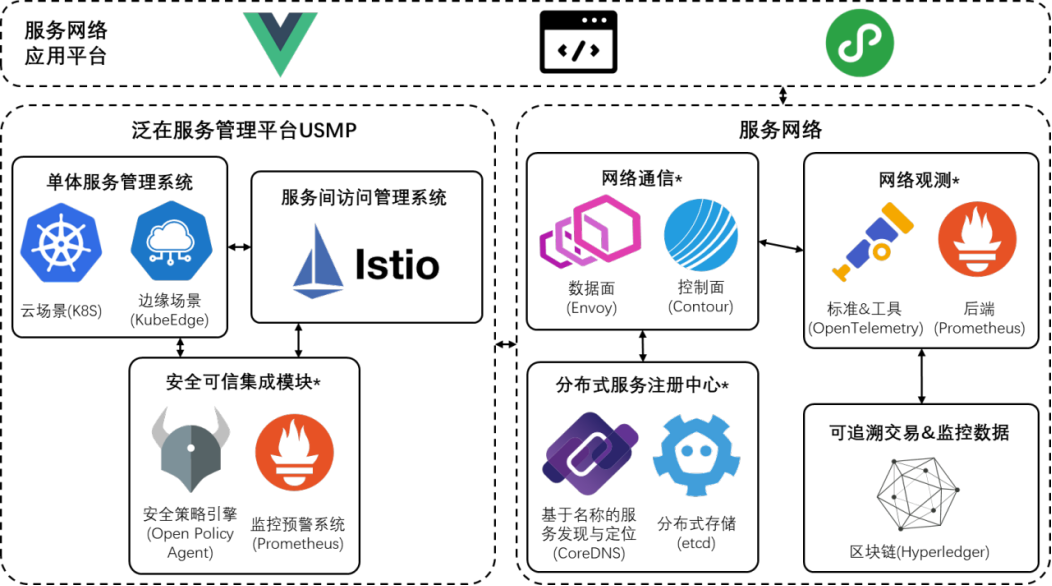 服务网络
应用平台
</>
泛在服务管理平台USMP
单体服务管理系统
云场景(K8S)
边缘场景
(KubeEdge)
服务间访问管理系统
Istio
安全可信集成模块*
安全策略引擎
(Open Policy
Agent)
监控预警系统
(Prometheus)
服务网络
网络通信*
数据面
(Envoy)
控制面
(Contour)
网络观测*
标准&工具
(OpenTelemetry)
后端
(Prometheus)
分布式服务注册中心*
基于名称的服
务发现与定位
(CoreDNS)
分布式存储
(etcd)
可追溯交易&监控数据
区块链(Hyperledger)